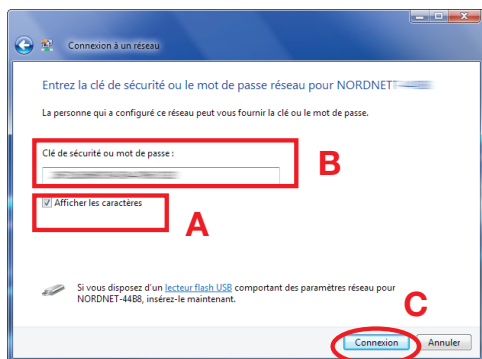 Connexion à un réseau
Entrez la clé de sécurité ou le mot de passe réseau pour NORDNET
La personne qui a configuré ce réseau peut vous fournir la clé ou le mot de passe.
Clé de sécurité ou mot de passe :
B
Afficher les caractères
A
Si vous disposez d'un lecteur flash USB comportant des paramètres réseau pour
NORDNET-44B8, insérez-le maintenant.
C
Connexion Annuler